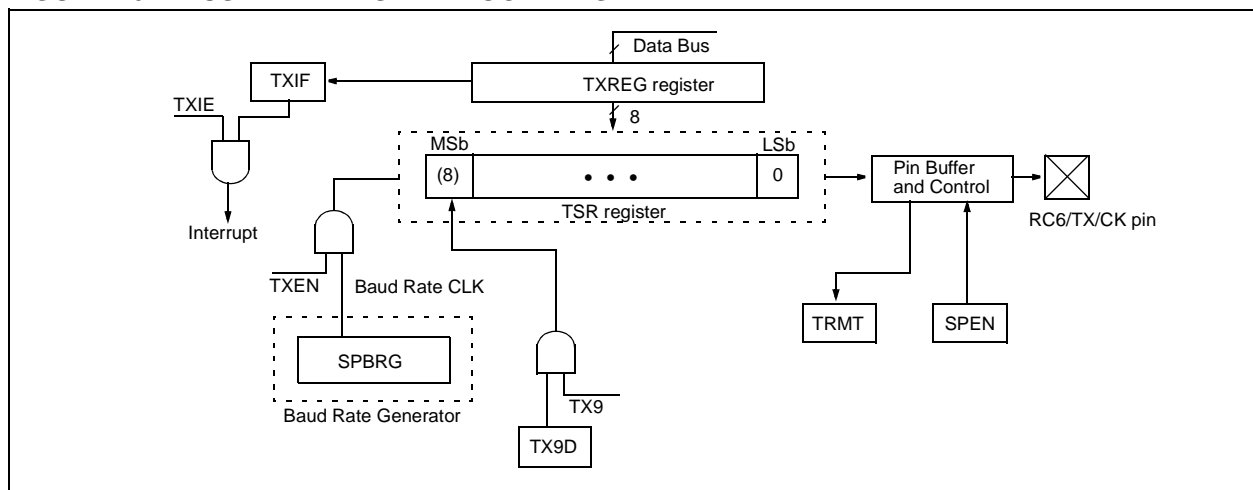 Data Bus
TXIF
TXREG register
TXIE
8
MSb
LSb
(8)
• • •
0
Pin Buffer
and Control
TSR register
Interrupt
RC6/TX/CK pin
TXEN
Baud Rate CLK
TRMT
SPEN
SPBRG
TX9
Baud Rate Generator
TX9D